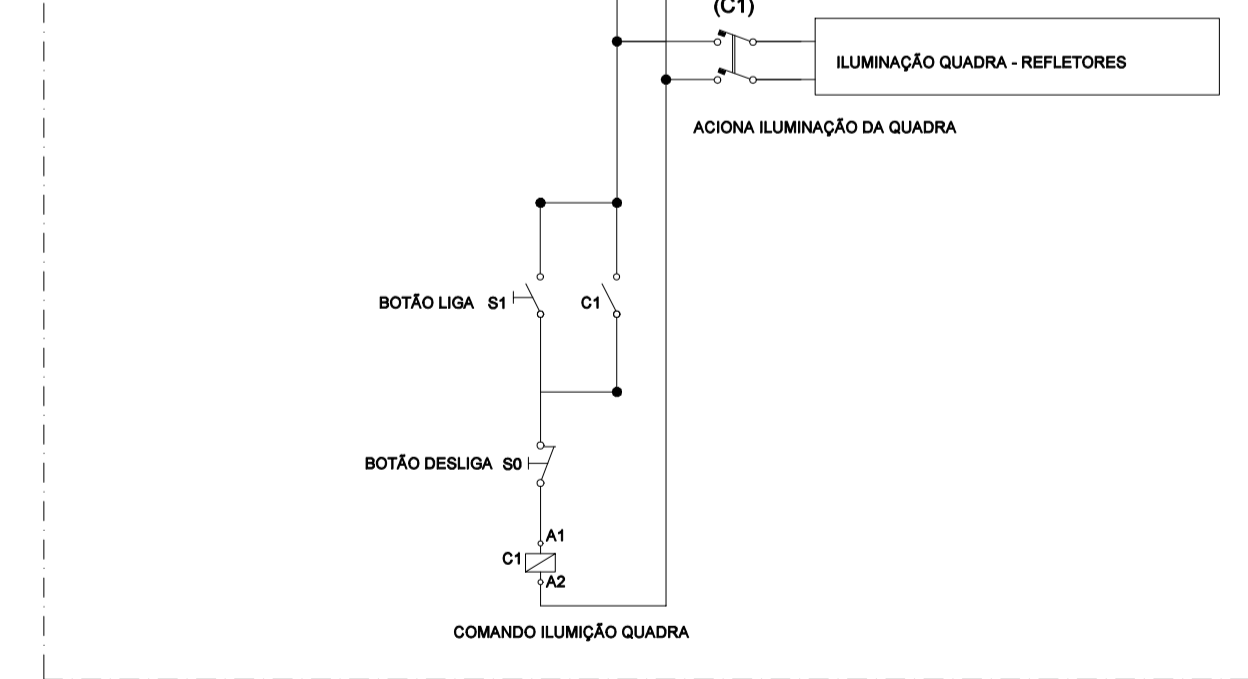 (C1)
ILUMINAÇÃO QUADRA - REFLETORES
ACIONA ILUMINAÇÃO DA QUADRA
BOTÃO LIGA S1
C1
BOTÃO DESLIGA S0
A1
C1
A2
COMANDO ILUMIÇÃO QUADRA